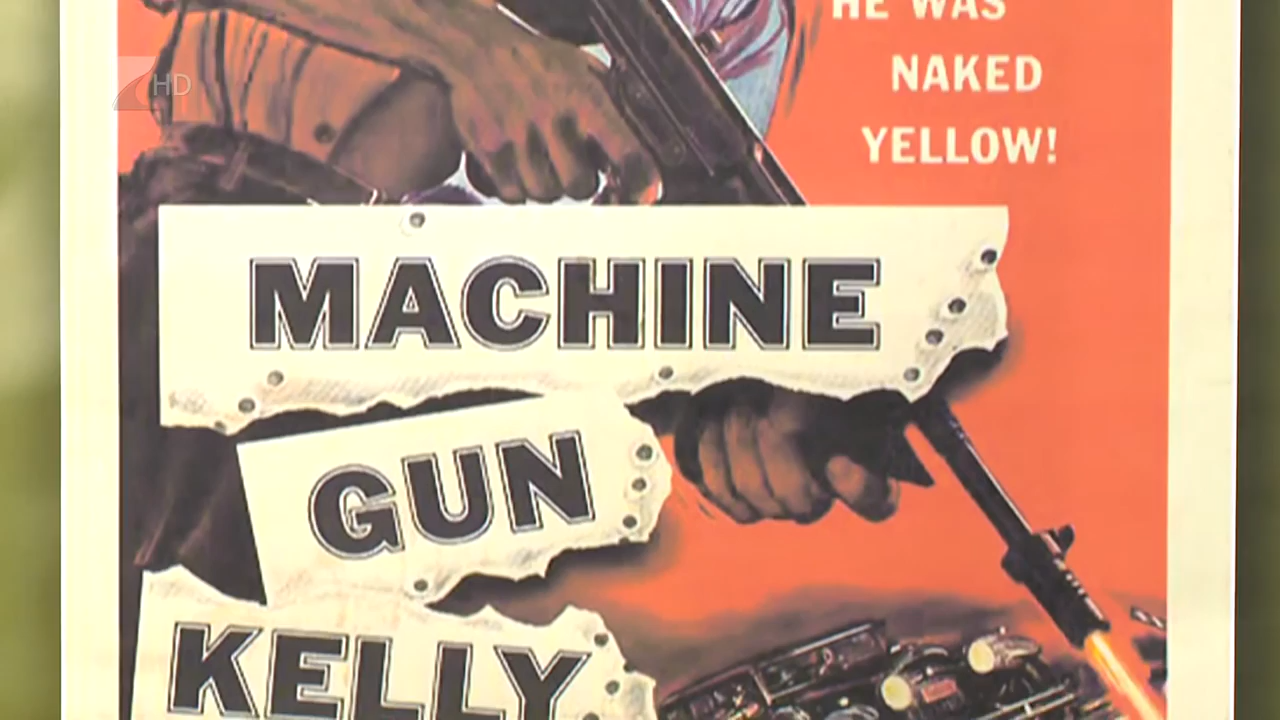 HD
HE WAS
NAKED
YELLOW!
MACHINE
GUN
KELLY